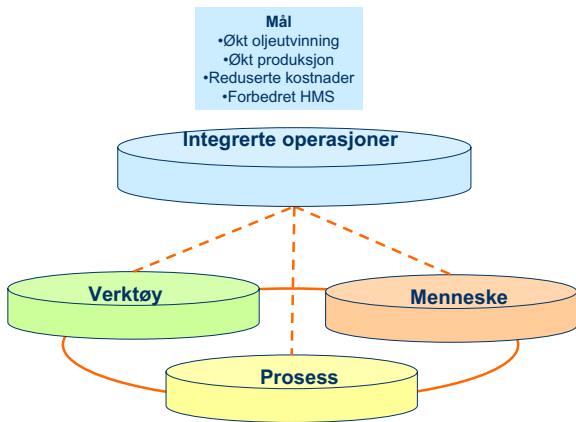 Mål
•Økt oljeutvinning
•Økt produksjon
•Reduserte kostnader
•Forbedret HMS
Integrerte operasjoner
Verktøy
Menneske
Prosess